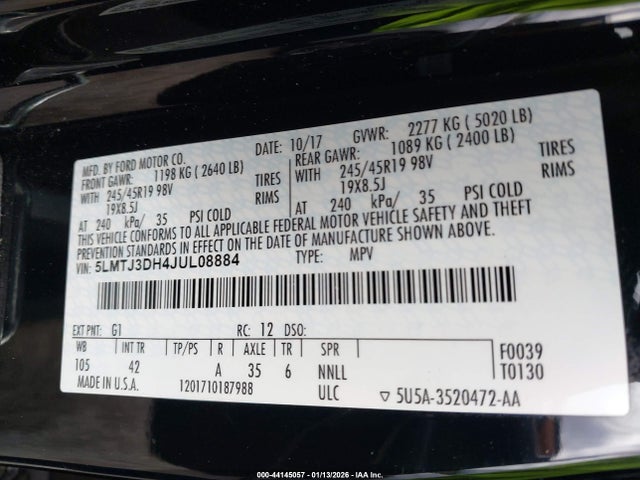 MFD. BY FORD MOTOR CO. DATE: 10/17 GVWR: 2277 KG ( 5020 LB)
FRONT GAWR: 1198 KG ( 2640 LB) REAR GAWR: 1089 KG ( 2400 LB)
WITH 245/45R19 98V TIRES WITH 245/45R19 98V TIRES
19X8.5J RIMS 19X8.5J RIMS
AT 240 kPa/ 35 PSI COLD AT 240 kPa/ 35 PSI COLD
THIS VEHICLE CONFORMS TO ALL APPLICABLE FEDERAL MOTOR VEHICLE SAFETY AND THEFT
PREVENTION STANDARDS IN EFFECT ON THE DATE OF MANUFACTURE SHOWN ABOVE.
5LMTJ3DH4JUL08884 TYPE: MPV
EXT PNT: G1 RC: 12 DSO:
WB INT TR TP/PS R AXLE TR SPR F0039
105 42 A 35 6 NNLL T0130
MADE IN U.S.A. 1201710187988 ULC ▽ 5U5A-3520472-AA
000-44145057 - 01/13/2026 - IAA Inc.